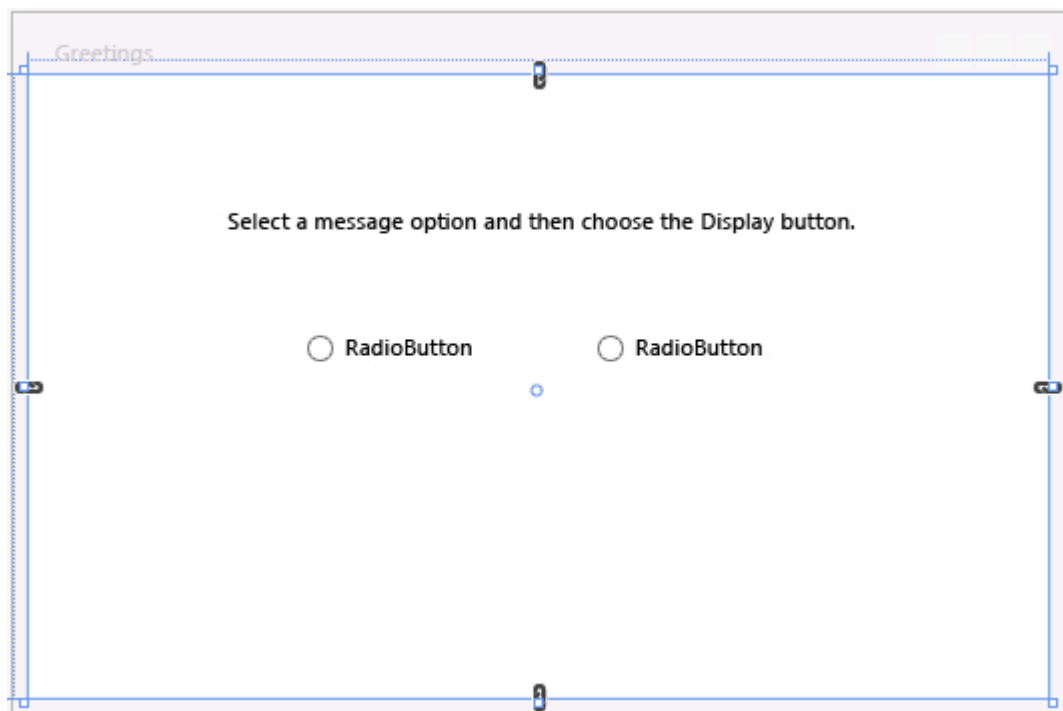 Greetings
Select a message option and then choose the Display button.
RadioButton RadioButton